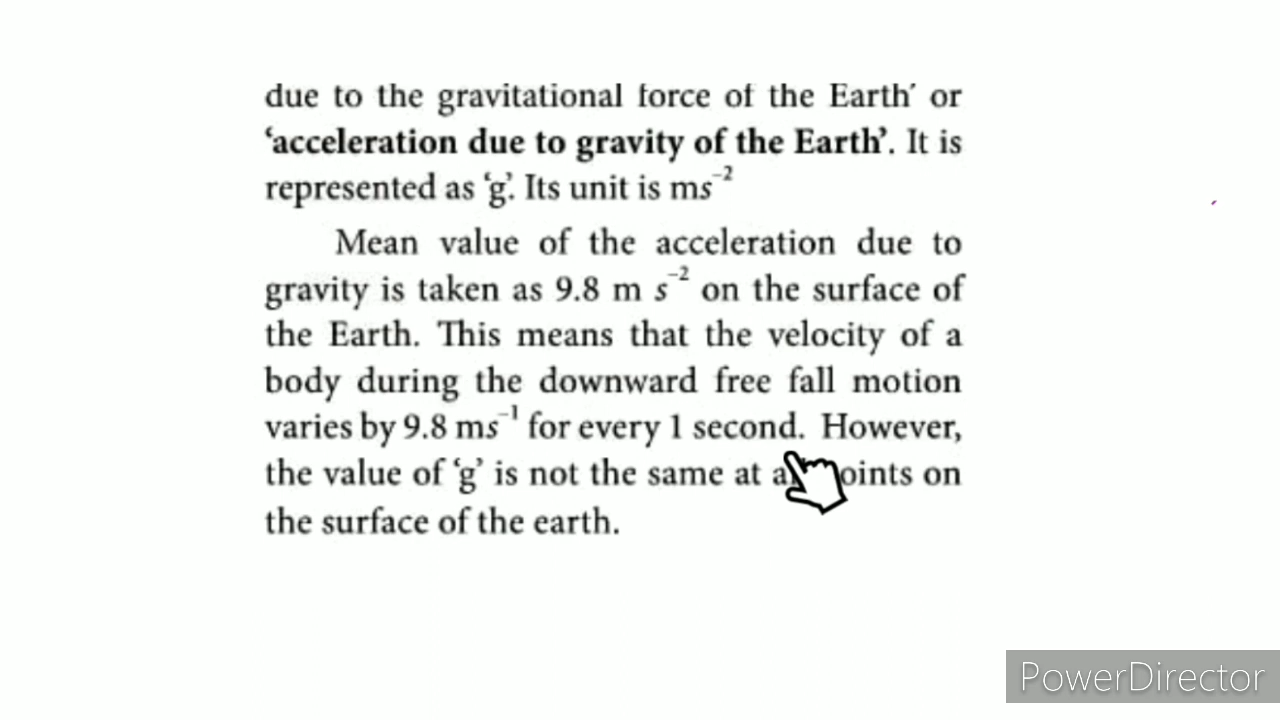 due to the gravitational force of the Earth’ or
‘acceleration due to gravity of the Earth’. It is
represented as ‘g’. Its unit is ms⁻²
Mean value of the acceleration due to
gravity is taken as 9.8 m s⁻² on the surface of
the Earth. This means that the velocity of a
body during the downward free fall motion
varies by 9.8 ms⁻¹ for every 1 second. However,
the value of ‘g’ is not the same at on
the surface of the earth.
PowerDirector